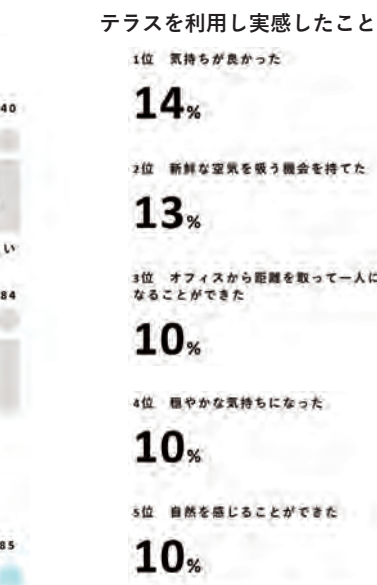 テラスを利用し実感したこと
1位 気持ちが良かった
14%
2位 新鮮な空気を吸う機会を持てた
13%
3位 オフィスから距離を取って一人に
なることができた
10%
4位 穏やかな気持ちになった
10%
5位 自然を感じることができた
10%
40
い
84
85